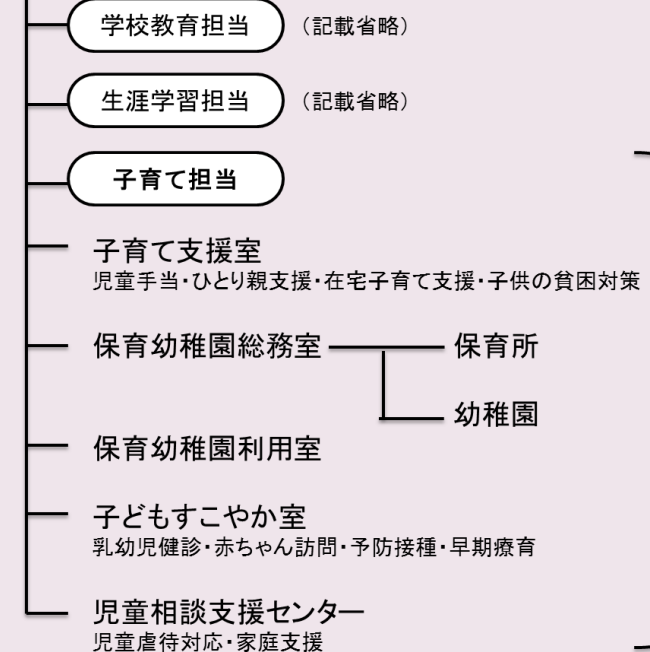 学校教育担当 (記載省略)
生涯学習担当 (記載省略)
子育て担当
子育て支援室
児童手当・ひとり親支援・在宅子育て支援・子供の貧困対策
保育幼稚園総務室 保育所
幼稚園
保育幼稚園利用室
子どもすこやか室
乳幼児健診・赤ちゃん訪問・予防接種・早期療育
児童相談支援センター
児童虐待対応・家庭支援